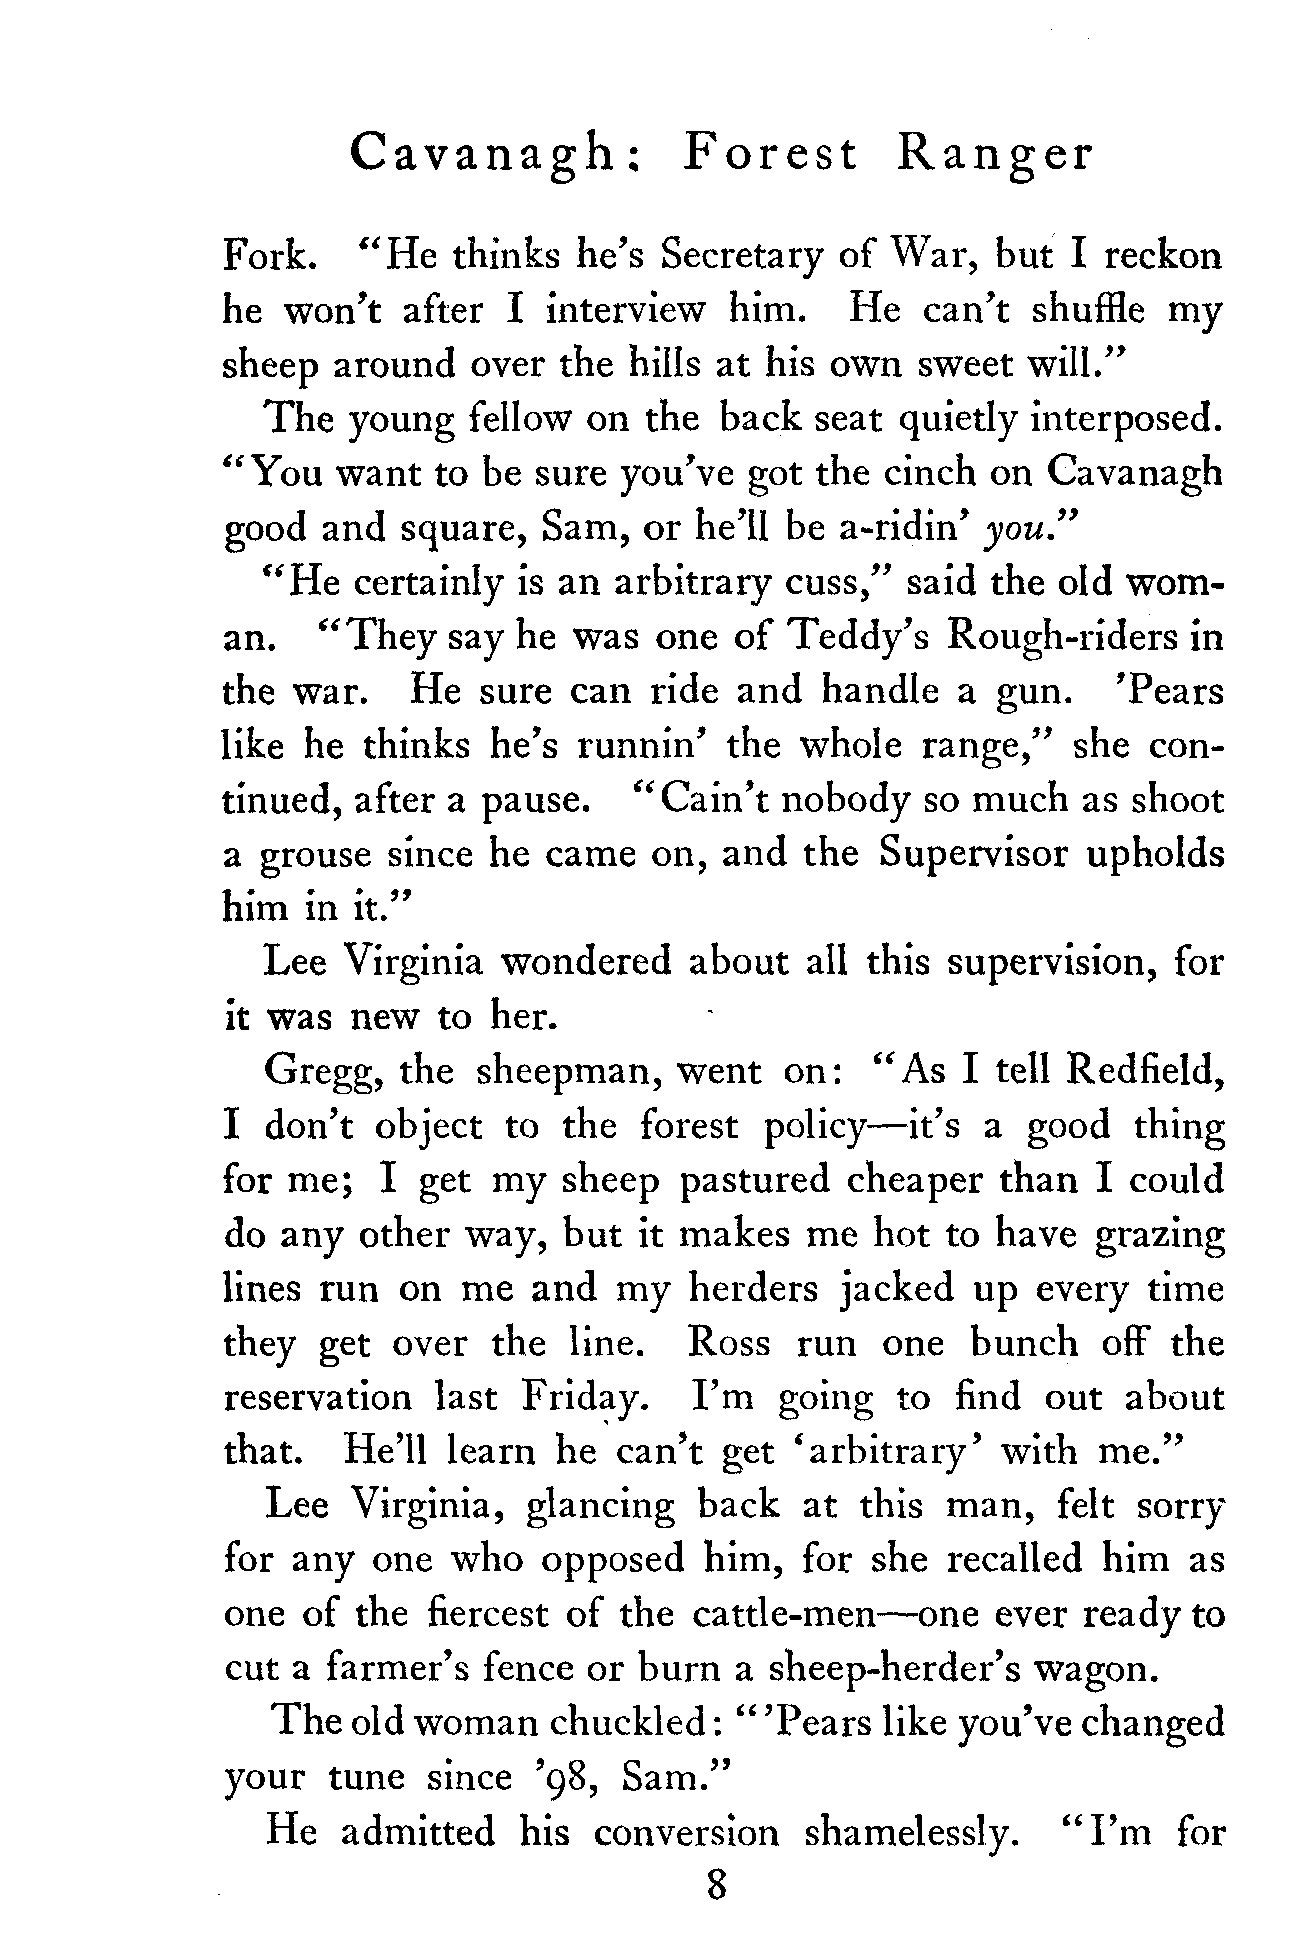 Cavanagh: Forest Ranger
Fork. "He thinks he's Secretary of War, but I reckon
he won't after I interview him. He can't shuffle my
sheep around over the hills at his own sweet will."
The young fellow on the back seat quietly interposed.
"You want to be sure you've got the cinch on Cavanagh
good and square, Sam, or he'll be a-ridin' you."
"He certainly is an arbitrary cuss," said the old wom-
an. "They say he was one of Teddy's Rough-riders in
the war. He sure can ride and handle a gun. 'Pears
like he thinks he's runnin' the whole range," she con-
tinued, after a pause. "Cain't nobody so much as shoot
a grouse since he came on, and the Supervisor upholds
him in it."
Lee Virginia wondered about all this supervision, for
it was new to her.
Gregg, the sheepman, went on: "As I tell Redfield,
I don't object to the forest policy—it's a good thing
for me; I get my sheep pastured cheaper than I could
do any other way, but it makes me hot to have grazing
lines run on me and my herders jacked up every time
they get over the line. Ross run one bunch off the
reservation last Friday. I'm going to find out about
that. He'll learn he can't get 'arbitrary' with me."
Lee Virginia, glancing back at this man, felt sorry
for any one who opposed him, for she recalled him as
one of the fiercest of the cattle-men—one ever ready to
cut a farmer's fence or burn a sheep-herder's wagon.
The old woman chuckled: "'Pears like you've changed
your tune since '98, Sam."
He admitted his conversion shamelessly. "I'm for
8